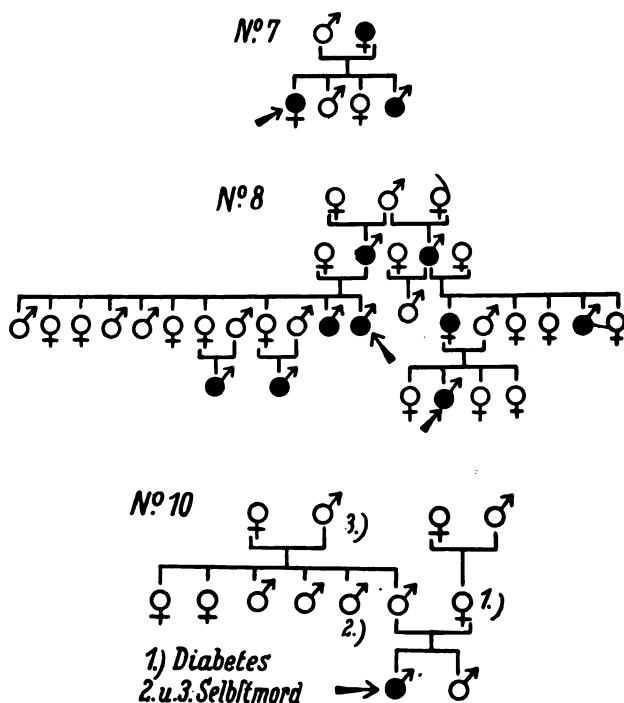 Nº 7
Nº 8
Nº 10
3.)
1.)
2.)
1.) Diabetes
2.u.3. Selbſtmord